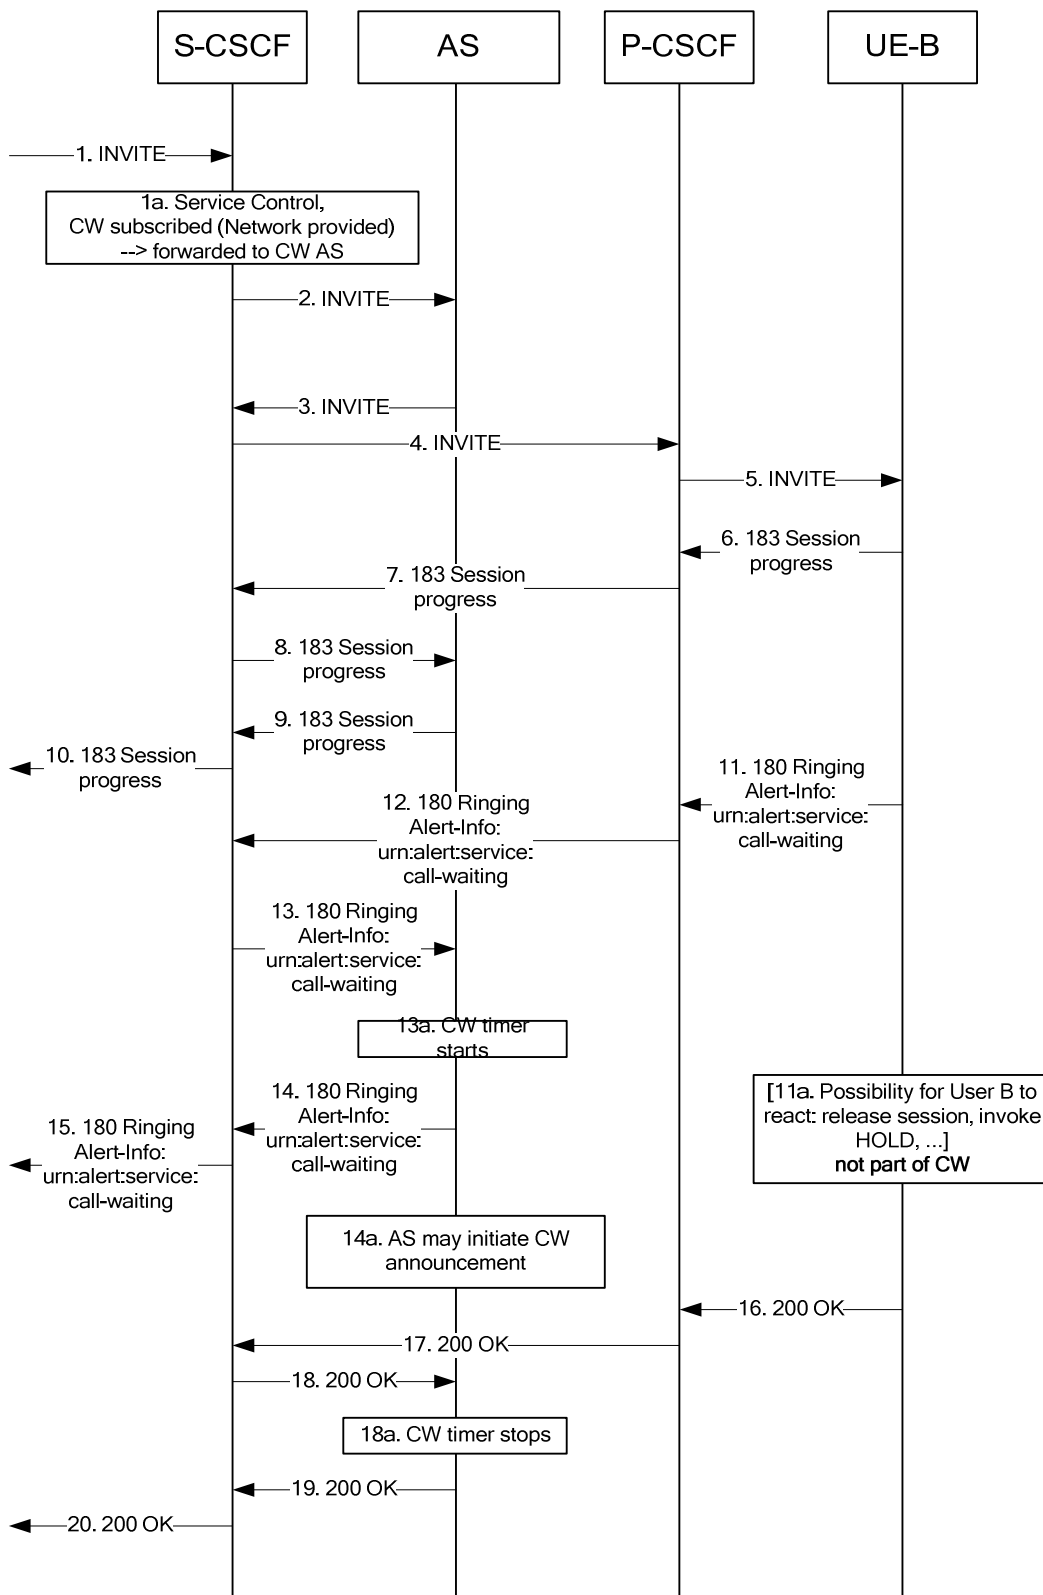 S-CSCF
AS
P-CSCF
UE-B
1. INVITE
1a. Service Control,
CW subscribed (Network provided)
--> forwarded to CW AS
2. INVITE
3. INVITE
4. INVITE
5. INVITE
6. 183 Session
progress
7. 183 Session
progress
8. 183 Session
progress
9. 183 Session
progress
10. 183 Session
progress
11. 180 Ringing
Alert-Info:
urn:alert:service:
call-waiting
12. 180 Ringing
Alert-Info:
urn:alert:service:
call-waiting
13. 180 Ringing
Alert-Info:
urn:alert:service:
call-waiting
13a. CW timer
starts
[11a. Possibility for User B to
react: release session, invoke
HOLD, ...]
not part of CW
14. 180 Ringing
Alert-Info:
urn:alert:service:
call-waiting
15. 180 Ringing
Alert-Info:
urn:alert:service:
call-waiting
14a. AS may initiate CW
announcement
16. 200 OK
17. 200 OK
18. 200 OK
18a. CW timer stops
19. 200 OK
20. 200 OK